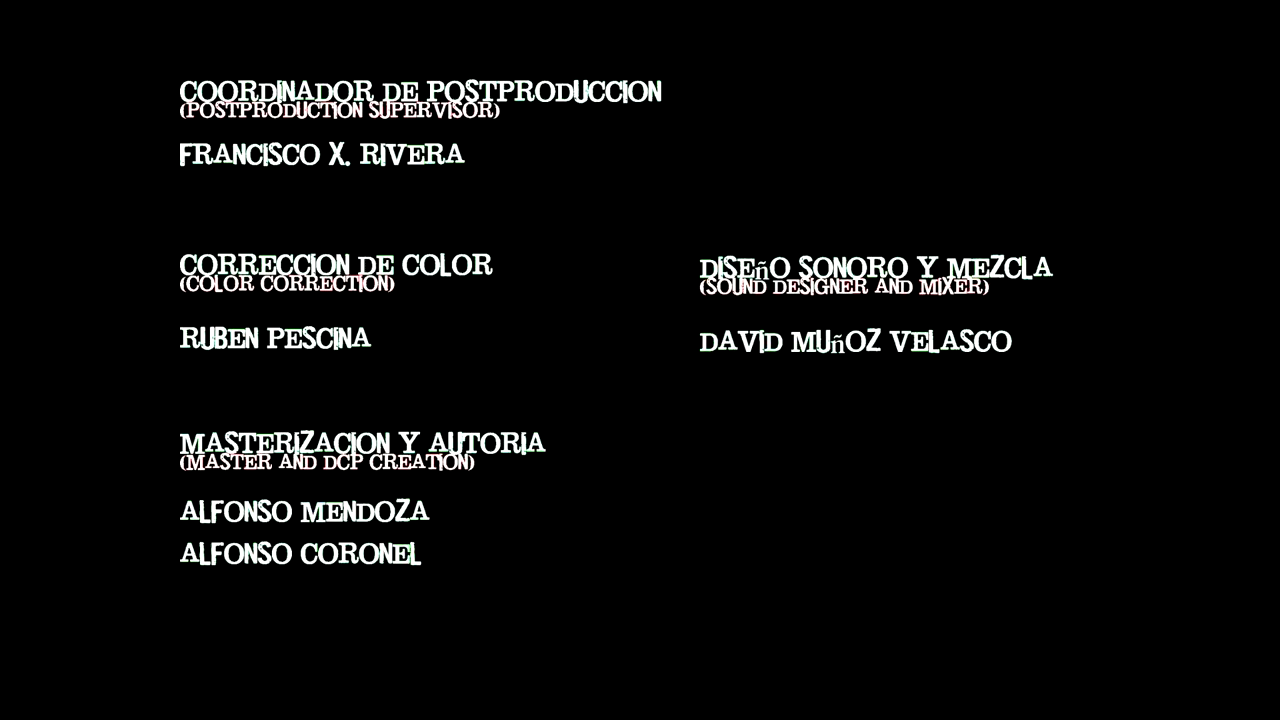 COORDINADOR DE POSTPRODUCCION
(POSTPRODUCTION SUPERVISOR)
FRANCISCO X. RIVERA
CORRECCION DE COLOR
(COLOR CORRECTION)
RUBEN PESCINA
DISEñO SONORO Y MEZCLA
(SOUND DESIGNER AND MIXER)
DAVID MUñOZ VELASCO
MASTERIZACION Y AUTORIA
(MASTER AND DCP CREATION)
ALFONSO MENDOZA
ALFONSO CORONEL